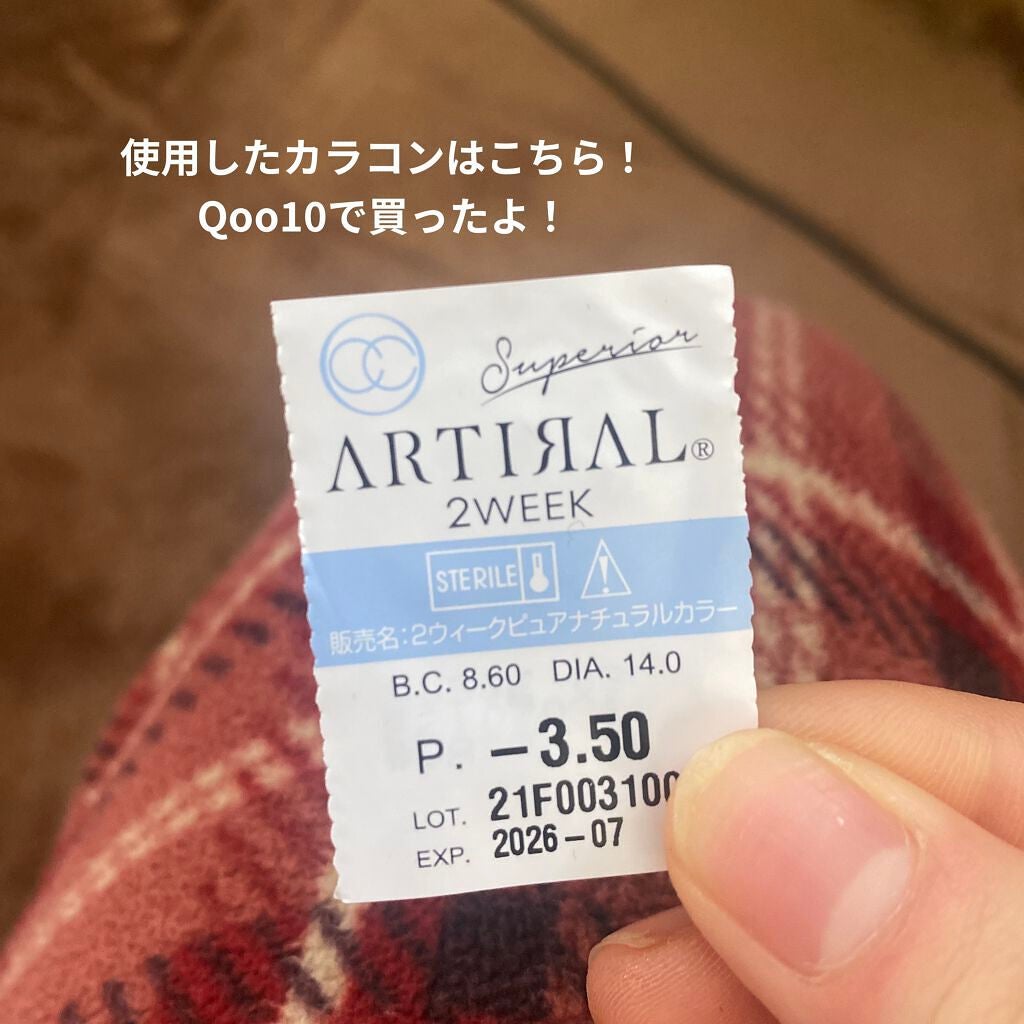 使用したカラコンはこちら！
Qoo10で買ったよ！
Superior
ARTIЯAL®
2WEEK
STERILE
販売名:2ウィークピュアナチュラルカラー
B.C. 8.60 DIA. 14.0
P. －3.50
LOT. 21F003100
EXP. 2026－07